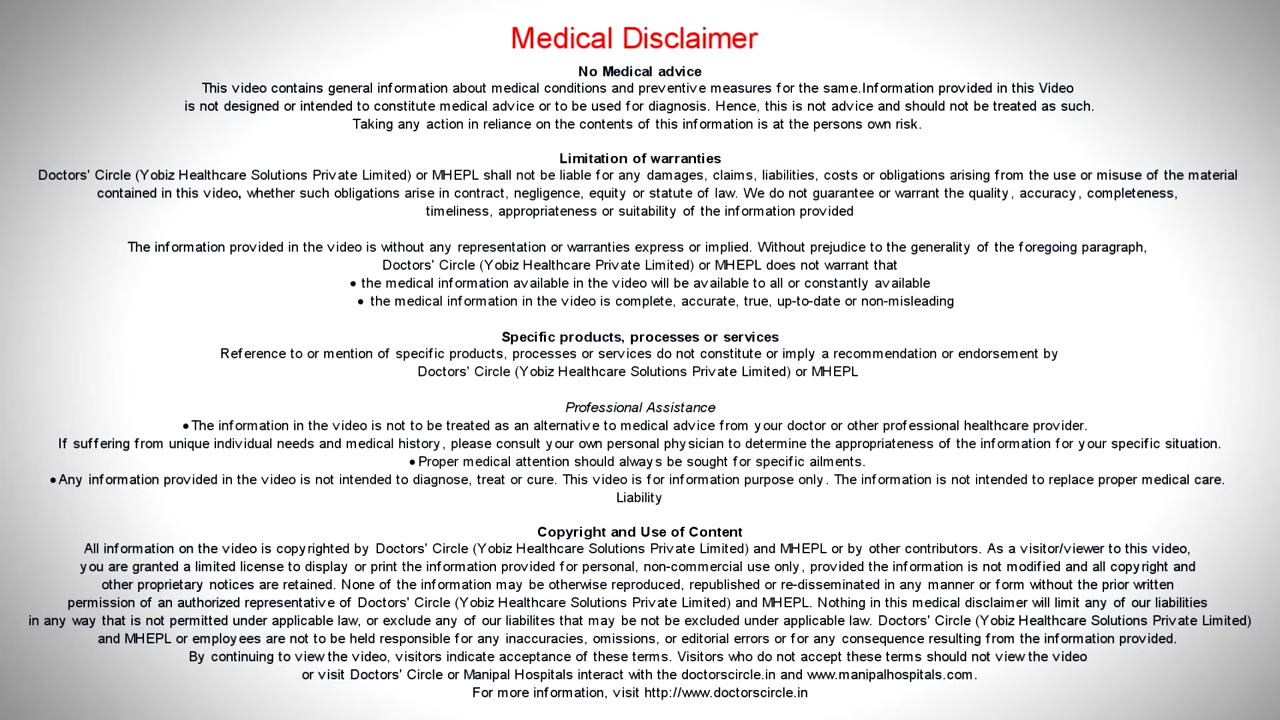 Medical Disclaimer
No Medical advice
This video contains general information about medical conditions and preventive measures for the same.Information provided in this Video
is not designed or intended to constitute medical advice or to be used for diagnosis. Hence, this is not advice and should not be treated as such.
Taking any action in reliance on the contents of this information is at the persons own risk.
Limitation of warranties
Doctors' Circle (Yobiz Healthcare Solutions Private Limited) or MHEPL shall not be liable for any damages, claims, liabilities, costs or obligations arising from the use or misuse of the material
contained in this video, whether such obligations arise in contract, negligence, equity or statute of law. We do not guarantee or warrant the quality, accuracy, completeness,
timeliness, appropriateness or suitability of the information provided
The information provided in the video is without any representation or warranties express or implied. Without prejudice to the generality of the foregoing paragraph,
Doctors' Circle (Yobiz Healthcare Private Limited) or MHEPL does not warrant that
• the medical information available in the video will be available to all or constantly available
• the medical information in the video is complete, accurate, true, up-to-date or non-misleading
Specific products, processes or services
Reference to or mention of specific products, processes or services do not constitute or imply a recommendation or endorsement by
Doctors' Circle (Yobiz Healthcare Solutions Private Limited) or MHEPL
Professional Assistance
•The information in the video is not to be treated as an alternative to medical advice from your doctor or other professional healthcare provider.
If suffering from unique individual needs and medical history, please consult your own personal physician to determine the appropriateness of the information for your specific situation.
•Proper medical attention should always be sought for specific ailments.
•Any information provided in the video is not intended to diagnose, treat or cure. This video is for information purpose only. The information is not intended to replace proper medical care.
Liability
Copyright and Use of Content
All information on the video is copyrighted by Doctors' Circle (Yobiz Healthcare Solutions Private Limited) and MHEPL or by other contributors. As a visitor/viewer to this video,
you are granted a limited license to display or print the information provided for personal, non-commercial use only, provided the information is not modified and all copyright and
other proprietary notices are retained. None of the information may be otherwise reproduced, republished or re-disseminated in any manner or form without the prior written
permission of an authorized representative of Doctors' Circle (Yobiz Healthcare Solutions Private Limited) and MHEPL. Nothing in this medical disclaimer will limit any of our liabilities
in any way that is not permitted under applicable law, or exclude any of our liabilites that may be not be excluded under applicable law. Doctors' Circle (Yobiz Healthcare Solutions Private Limited)
and MHEPL or employees are not to be held responsible for any inaccuracies, omissions, or editorial errors or for any consequence resulting from the information provided.
By continuing to view the video, visitors indicate acceptance of these terms. Visitors who do not accept these terms should not view the video
or visit Doctors' Circle or Manipal Hospitals interact with the doctorscircle.in and www.manipalhospitals.com.
For more information, visit http://www.doctorscircle.in